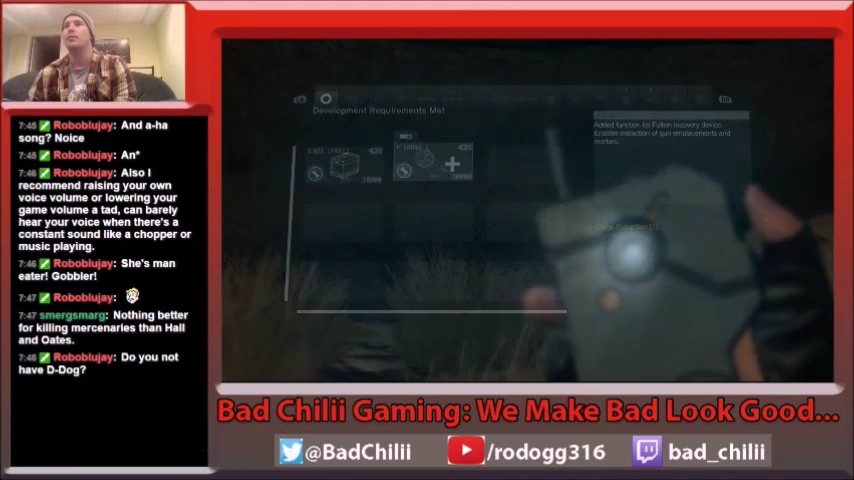 7:45 Roboblujay: And a-ha
song? Noice
7:45 Roboblujay: An*
7:46 Roboblujay: Also I
recommend raising your own
voice volume or lowering your
game volume a tad, can barely
hear your voice when there's a
constant sound like a chopper or
music playing.
7:46 Roboblujay: She's man
eater! Gobbler!
7:47 Roboblujay:
7:47 smergsmarg: Nothing better
for killing mercenaries than Hall
and Oates.
7:48 Roboblujay: Do you not
have D-Dog?
Development Requirements Met
10000
Added function for Fulton recovery device.
Enables extraction of gun emplacements and
mortars.
Cargo Extraction [1]
Bad Chilii Gaming: We Make Bad Look Good...
@BadChilii
/rodogg316
bad_chilii